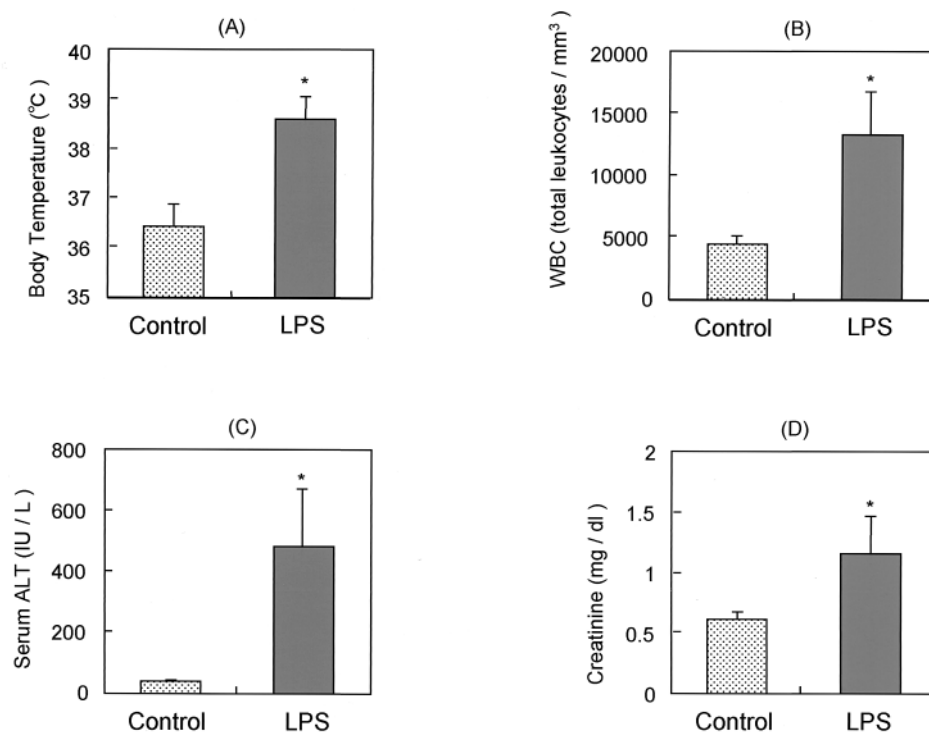 (A)
Body Temperature (°C)
40
39
38
37
36
35
*
Control LPS
(B)
WBC (total leukocytes / mm³)
20000
15000
10000
5000
0
*
Control LPS
(C)
Serum ALT (IU / L)
800
600
400
200
0
*
Control LPS
(D)
Creatinine (mg / dl)
2
1.5
1
0.5
0
*
Control LPS